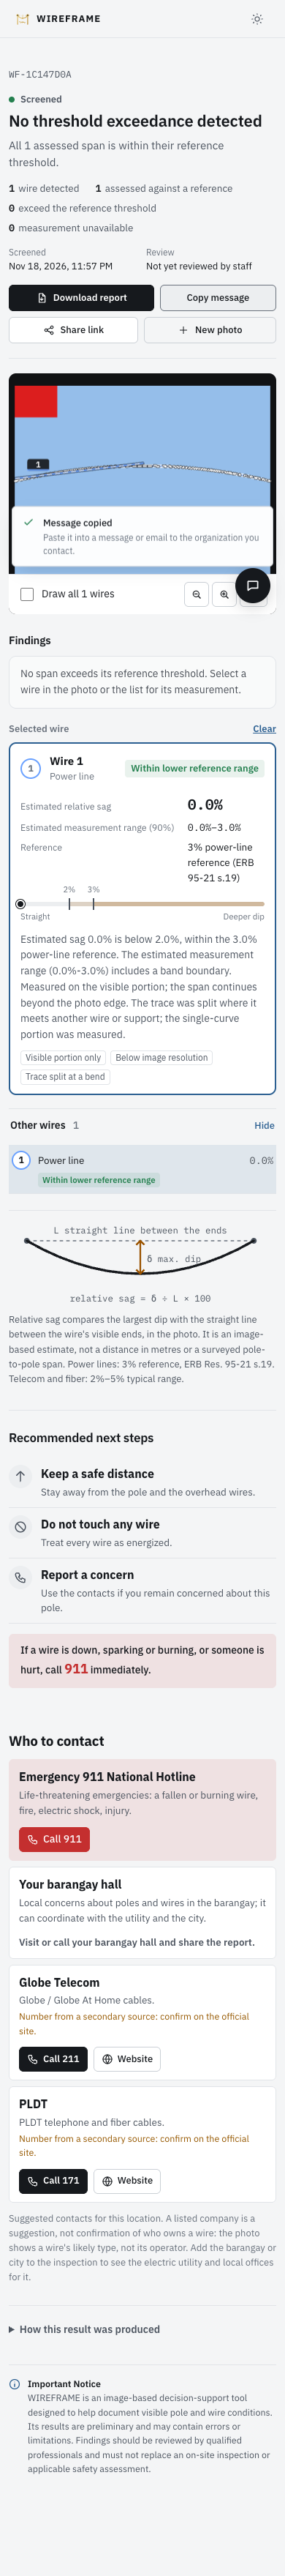 WIREFRAME
WF-1C147D0A
Screened
No threshold exceedance detected
All 1 assessed span is within their reference
threshold.
1 wire detected 1 assessed against a reference
0 exceed the reference threshold
0 measurement unavailable
Screened Review
Nov 18, 2026, 11:57 PM Not yet reviewed by staff
Download report Copy message
Share link New photo
1
Message copied
Paste it into a message or email to the organization you
contact.
Draw all 1 wires
Findings
No span exceeds its reference threshold. Select a
wire in the photo or the list for its measurement.
Selected wire Clear
1 Wire 1
Power line
Within lower reference range
Estimated relative sag 0.0%
Estimated measurement range (90%) 0.0%–3.0%
Reference 3% power-line
reference (ERB
95-21 s.19)
2% 3%
Straight Deeper dip
Estimated sag 0.0% is below 2.0%, within the 3.0%
power-line reference. The estimated measurement
range (0.0%-3.0%) includes a band boundary.
Measured on the visible portion; the span continues
beyond the photo edge. The trace was split where it
meets another wire or support; the single-curve
portion was measured.
Visible portion only Below image resolution
Trace split at a bend
Other wires 1 Hide
1 Power line 0.0%
Within lower reference range
L straight line between the ends
δ max. dip
relative sag = δ ÷ L × 100
Relative sag compares the largest dip with the straight line
between the wire's visible ends, in the photo. It is an image-
based estimate, not a distance in metres or a surveyed pole-
to-pole span. Power lines: 3% reference, ERB Res. 95-21 s.19.
Telecom and fiber: 2%–5% typical range.
Recommended next steps
Keep a safe distance
Stay away from the pole and the overhead wires.
Do not touch any wire
Treat every wire as energized.
Report a concern
Use the contacts if you remain concerned about this
pole.
If a wire is down, sparking or burning, or someone is
hurt, call 911 immediately.
Who to contact
Emergency 911 National Hotline
Life-threatening emergencies: a fallen or burning wire,
fire, electric shock, injury.
Call 911
Your barangay hall
Local concerns about poles and wires in the barangay; it
can coordinate with the utility and the city.
Visit or call your barangay hall and share the report.
Globe Telecom
Globe / Globe At Home cables.
Number from a secondary source: confirm on the official
site.
Call 211 Website
PLDT
PLDT telephone and fiber cables.
Number from a secondary source: confirm on the official
site.
Call 171 Website
Suggested contacts for this location. A listed company is a
suggestion, not confirmation of who owns a wire: the photo
shows a wire's likely type, not its operator. Add the barangay or
city to the inspection to see the electric utility and local offices
for it.
How this result was produced
Important Notice
WIREFRAME is an image-based decision-support tool
designed to help document visible pole and wire conditions.
Its results are preliminary and may contain errors or
limitations. Findings should be reviewed by qualified
professionals and must not replace an on-site inspection or
applicable safety assessment.